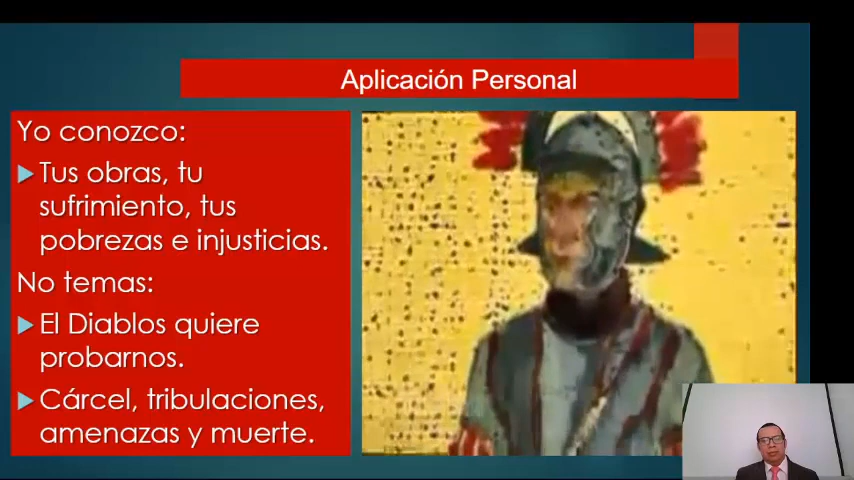 Aplicación Personal
Yo conozco:
Tus obras, tu
sufrimiento, tus
pobrezas e injusticias.
No temas:
El Diablos quiere
probarnos.
Cárcel, tribulaciones,
amenazas y muerte.